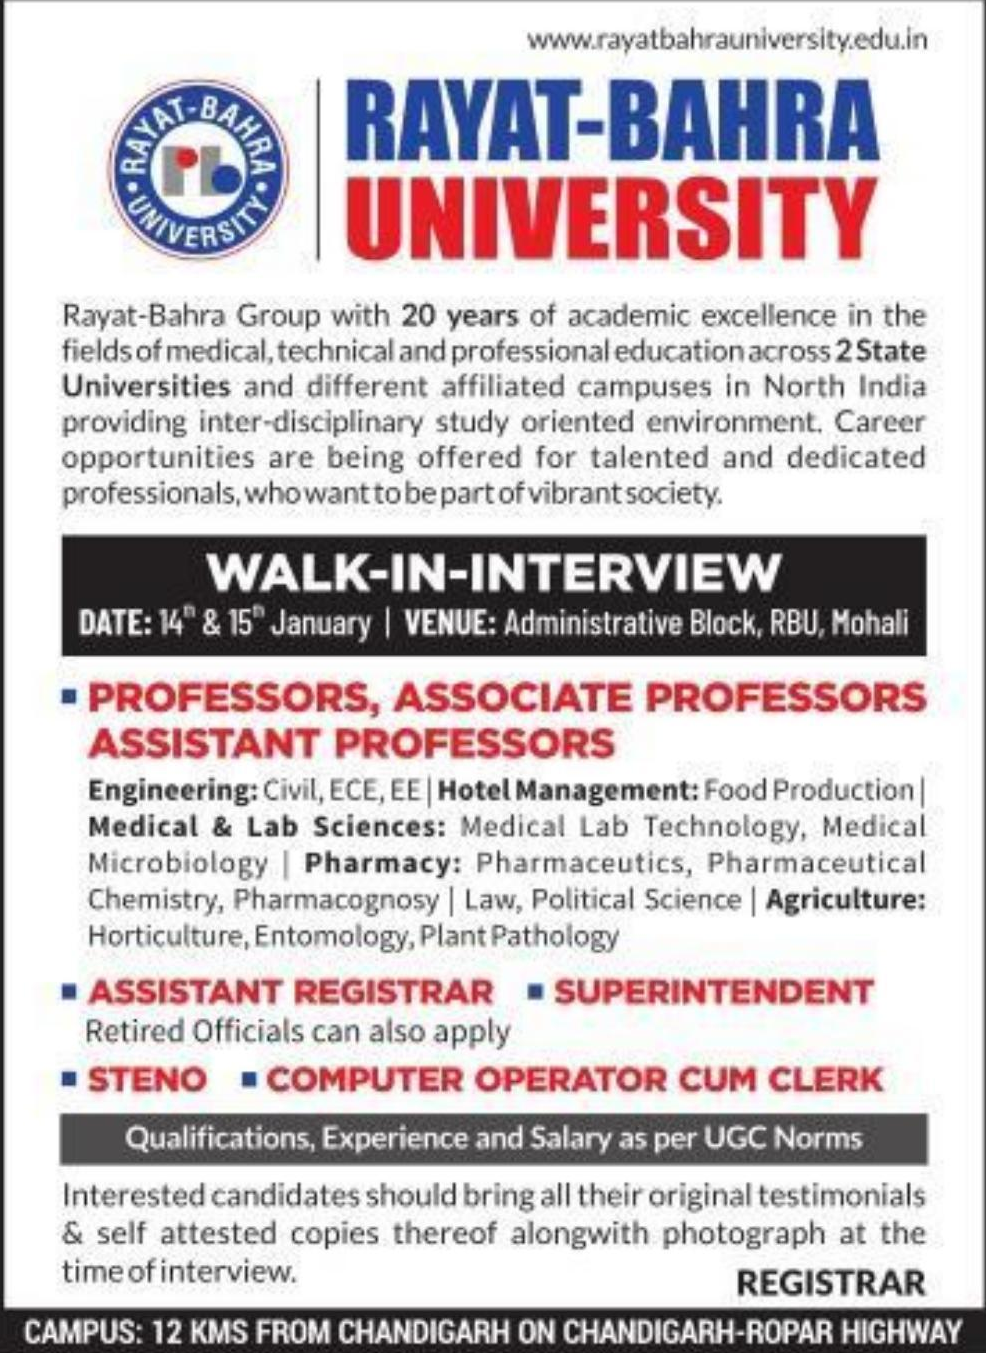 www.rayatbahrauniversity.edu.in
RAYAT-BAHRA
UNIVERSITY
RAYAT-BAHRA
UNIVERSITY
Rayat-Bahra Group with 20 years of academic excellence in the
fields of medical, technical and professional education across 2 State
Universities and different affiliated campuses in North India
providing inter-disciplinary study oriented environment. Career
opportunities are being offered for talented and dedicated
professionals, who want to be part of vibrant society.
WALK-IN-INTERVIEW
DATE: 14th & 15th January | VENUE: Administrative Block, RBU, Mohali
▪ PROFESSORS, ASSOCIATE PROFESSORS
ASSISTANT PROFESSORS
Engineering: Civil, ECE, EE | Hotel Management: Food Production |
Medical & Lab Sciences: Medical Lab Technology, Medical
Microbiology | Pharmacy: Pharmaceutics, Pharmaceutical
Chemistry, Pharmacognosy | Law, Political Science | Agriculture:
Horticulture, Entomology, Plant Pathology
▪ ASSISTANT REGISTRAR ▪ SUPERINTENDENT
Retired Officials can also apply
▪ STENO ▪ COMPUTER OPERATOR CUM CLERK
Qualifications, Experience and Salary as per UGC Norms
Interested candidates should bring all their original testimonials
& self attested copies thereof alongwith photograph at the
time of interview.
REGISTRAR
CAMPUS: 12 KMS FROM CHANDIGARH ON CHANDIGARH-ROPAR HIGHWAY